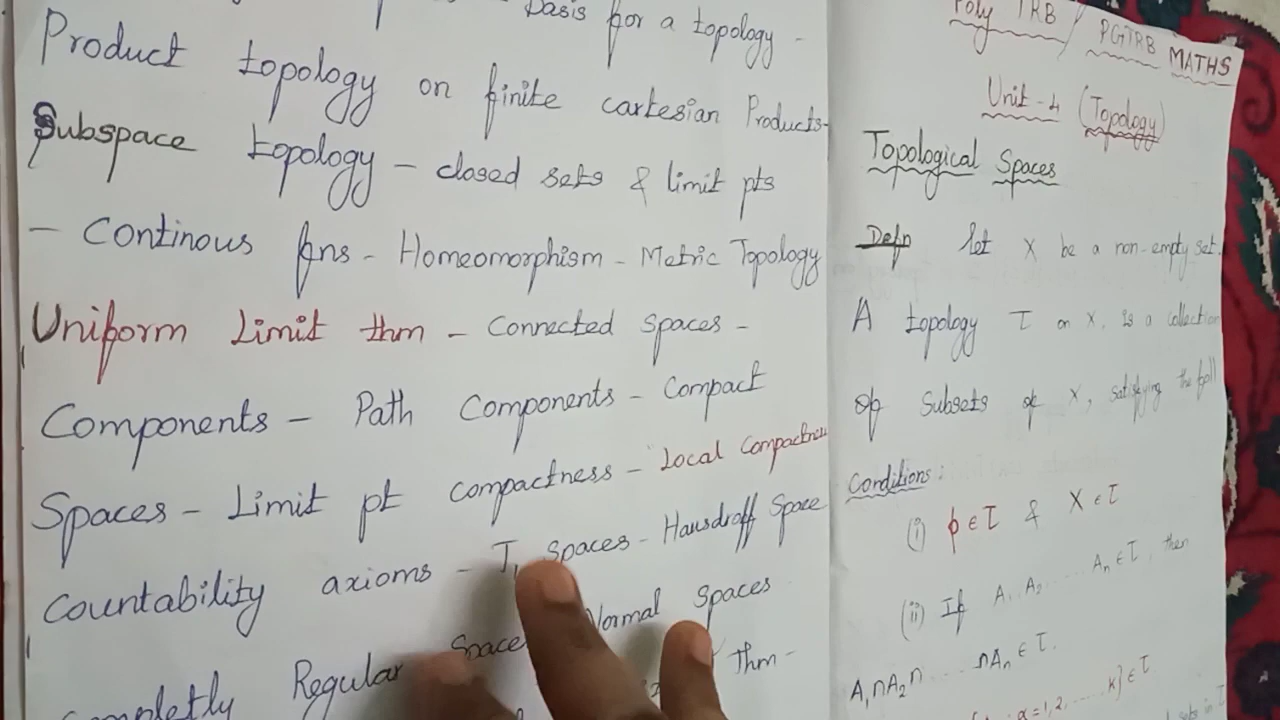 Basis for a topology -
Product topology on finite cartesian Products-
Subspace topology - closed sets & limit pts
- Continous fns - Homeomorphism - Metric Topology
Uniform Limit thm - Connected spaces -
Components - Path Components - Compact
Spaces - Limit pt compactness - Local compactness
Countability axioms - T1 spaces - Hausdroff Space
Completly Regular Space Normal Spaces
Thm -
Poly TRB / PGTRB MATHS
Unit - 4 (Topology)
Topological Spaces
Defn let X be a non-empty set.
A topology τ on X, is a collection
of Subsets of X, satisfying the foll
Conditions:
(i) ϕ ∈ τ & X ∈ τ
(ii) If A1, A2 ..... An ∈ τ, then
A1∩A2∩ ..... ∩An ∈ τ.
α=1,2,.....k} ∈ τ